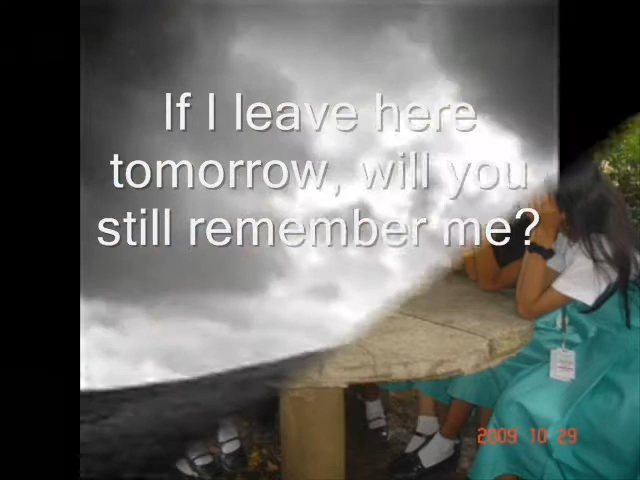 If I leave here
tomorrow, will you
still remember me?
2009 10 29